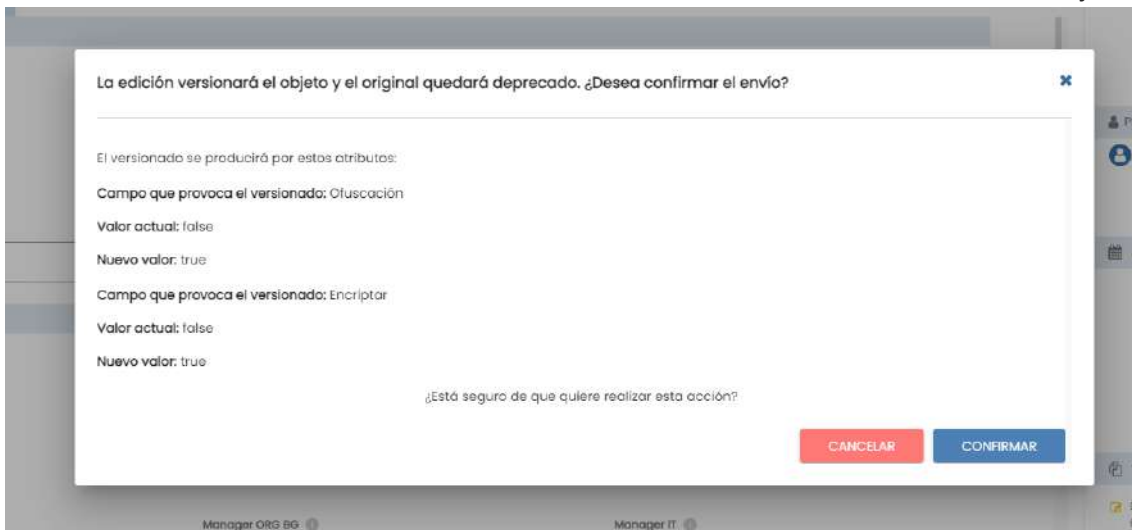 La edición versionará el objeto y el original quedará deprecado. ¿Desea confirmar el envío?
El versionado se producirá por estos atributos:
Campo que provoca el versionado: Ofuscación
Valor actual: false
Nuevo valor: true
Campo que provoca el versionado: Encriptar
Valor actual: false
Nuevo valor: true
¿Está seguro de que quiere realizar esta acción?
CANCELAR CONFIRMAR
Manager ORG BG Manager IT